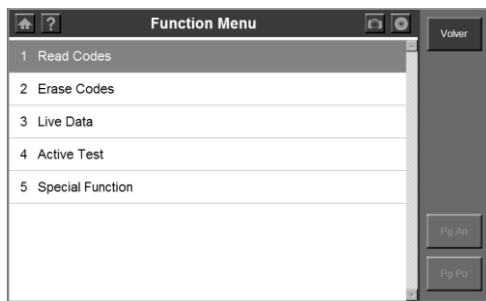 ? Function Menu
Volver
1 Read Codes
2 Erase Codes
3 Live Data
4 Active Test
5 Special Function
Pg An
Pg Po